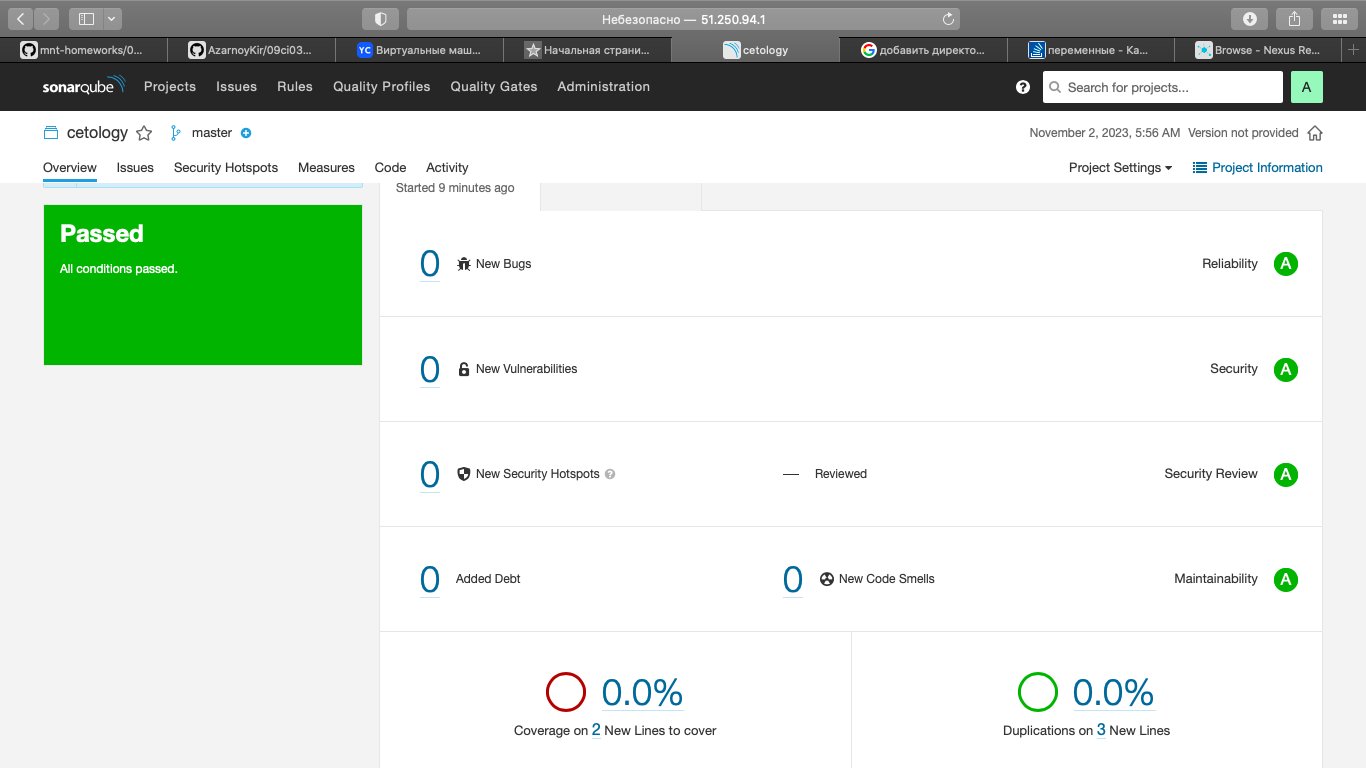 Небезопасно — 51.250.94.1
mnt-homeworks/0...
AzarnoyKir/09ci03...
YC Виртуальные маш...
Начальная страни...
cetology
добавить директо...
переменные - Ка...
Browse - Nexus Re...
sonarqube Projects Issues Rules Quality Profiles Quality Gates Administration ? Search for projects... A
cetology master November 2, 2023, 5:56 AM Version not provided
Overview Issues Security Hotspots Measures Code Activity Project Settings Project Information
Started 9 minutes ago
Passed
All conditions passed.
0 New Bugs Reliability A
0 New Vulnerabilities Security A
0 New Security Hotspots ? — Reviewed Security Review A
0 Added Debt 0 New Code Smells Maintainability A
0.0%
Coverage on 2 New Lines to cover
0.0%
Duplications on 3 New Lines